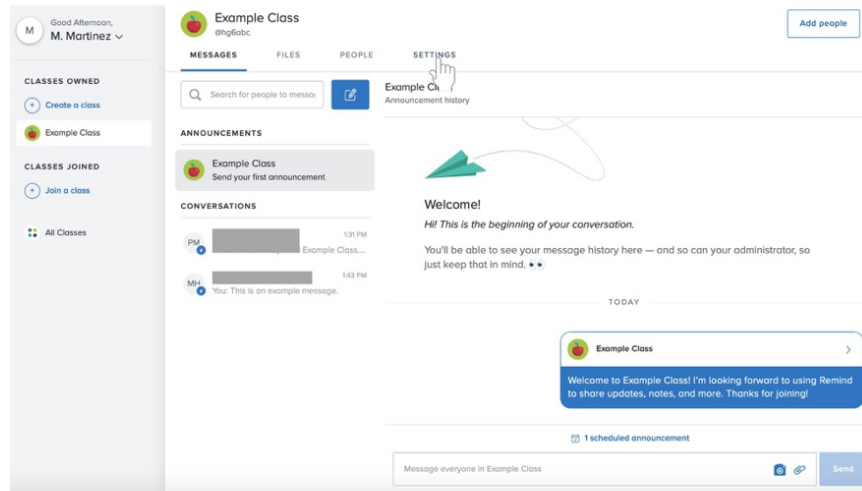 M
Good Afternoon,
M. Martinez
CLASSES OWNED
Create a class
Example Class
CLASSES JOINED
Join a class
All Classes
Example Class
@hg6abc
Add people
MESSAGES FILES PEOPLE SETTINGS
Search for people to
ANNOUNCEMENTS
Example Class
Send your first announcement
CONVERSATIONS
PM
1:31 PM
Example Class....
MH
1:43 PM
You: This is an example message.
Example
Announcement history
Welcome!
Hi! This is the beginning of your conversation.
You'll be able to see your message history here — and so can your administrator, so
just keep that in mind. 👀
TODAY
Example Class
Welcome to Example Class! I'm looking forward to using Remind
to share updates, notes, and more. Thanks for joining!
1 scheduled announcement
Message everyone in Example Class
Send